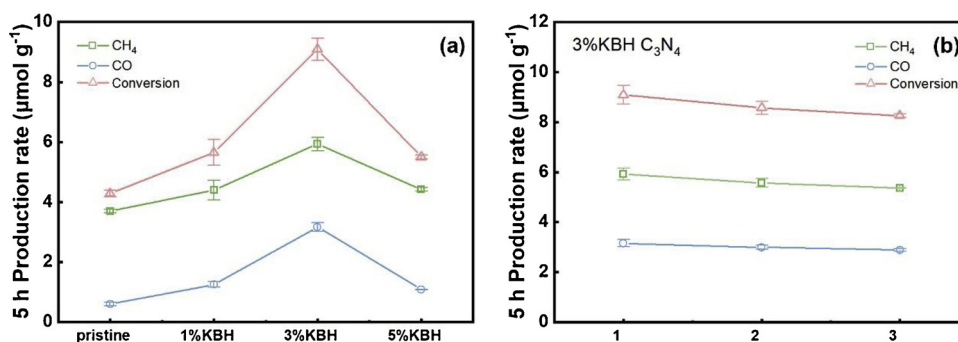 5 h Production rate (μmol g⁻¹)
10
8
6
4
2
0
CH₄
CO
Conversion
(a)
pristine 1%KBH 3%KBH 5%KBH
5 h Production rate (μmol g⁻¹)
12
10
8
6
4
2
0
3%KBH C₃N₄
(b)
CH₄
CO
Conversion
1 2 3